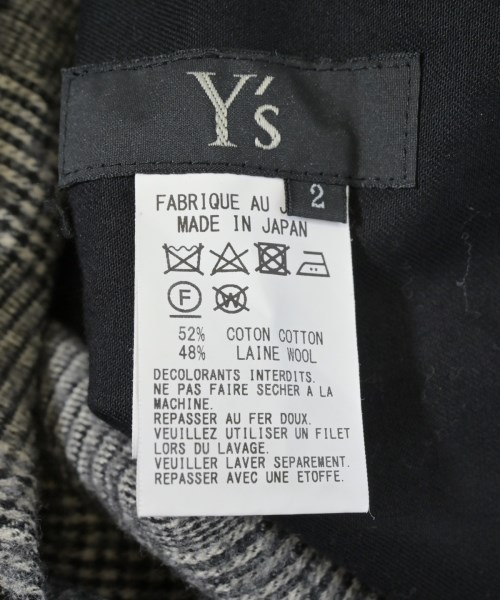 Y's
2
FABRIQUE AU
MADE IN JAPAN
F
W
52% COTON COTTON
48% LAINE WOOL
DECOLORANTS INTERDITS.
NE PAS FAIRE SECHER A LA
MACHINE.
REPASSER AU FER DOUX.
VEUILLEZ UTILISER UN FILET
LORS DU LAVAGE.
VEUILLER LAVER SEPAREMENT.
REPASSER AVEC UNE ETOFFE.